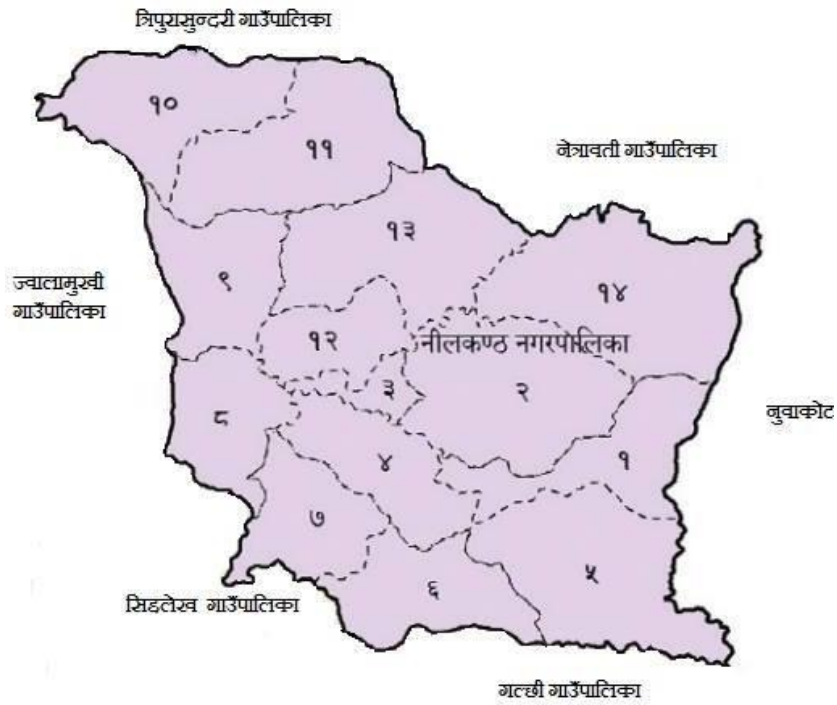 त्रिपुरासुन्दरी गाउँपालिका
१०
११
नेत्रावती गाउँपालिका
१३
९
ज्वालामुखी
गाउँपालिका
१४
१२
नीलकण्ठ नगरपालिका
३
२
८
नुवाकोट
४
१
७
५
६
सिद्दलेख गाउँपालिका
गल्छी गाउँपालिका